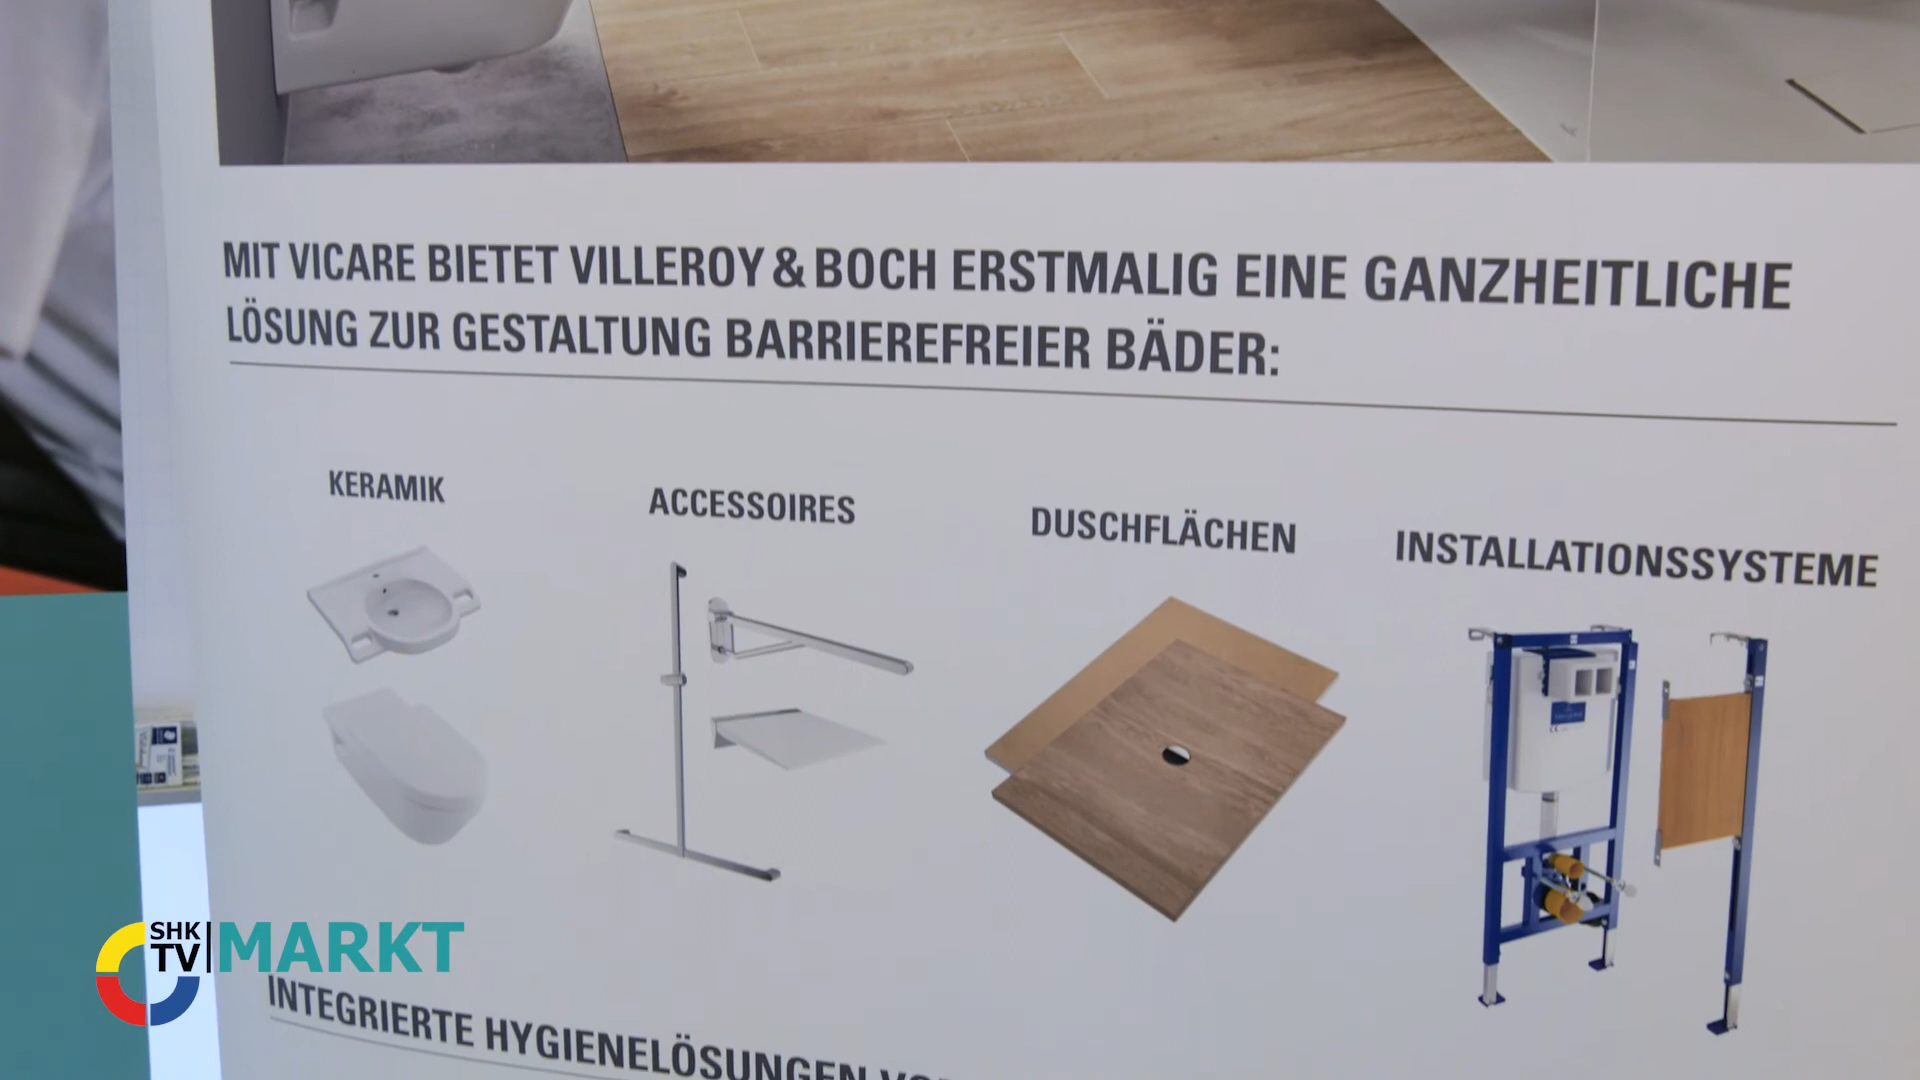 MIT VICARE BIETET VILLEROY & BOCH ERSTMALIG EINE GANZHEITLICHE
LÖSUNG ZUR GESTALTUNG BARRIEREFREIER BÄDER:
KERAMIK
ACCESSOIRES
DUSCHFLÄCHEN
INSTALLATIONSSYSTEME
SHK
TV MARKT
INTEGRIERTE HYGIENELÖSUNGEN